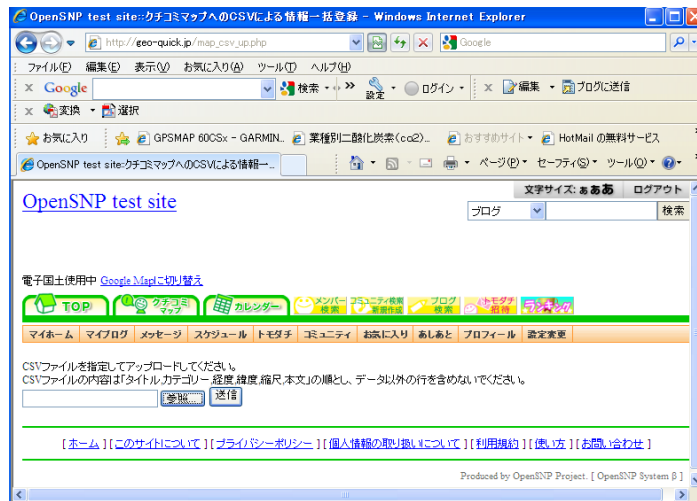 OpenSNP test site::クチコミマップへのCSVによる情報一括登録 - Windows Internet Explorer
http://geo-quick.jp/map_csv_up.php
Google
ファイル(F) 編集(E) 表示(V) お気に入り(A) ツール(T) ヘルプ(H)
x Google 検索 » 設定 ログイン x 編集 ブログに送信
x 変換 選択
お気に入り GPSMAP 60CSx - GARMIN... 業種別二酸化炭素(co2)... おすすめサイト HotMail の無料サービス
OpenSNP test site::クチコミマップへのCSVによる情報一... ページ(P) セーフティ(S) ツール(O)
文字サイズ: ぁああ ログアウト
OpenSNP test site
ブログ 検索
電子国土使用中 Google Mapに切り替え
TOP クチコミマップ カレンダー メンバー検索 コミュニティ検索 新規作成 ブログ検索 トモダチ招待 ランキング
マイホーム マイブログ メッセージ スケジュール トモダチ コミュニティ お気に入り あしあと プロフィール 設定変更
CSVファイルを指定してアップロードしてください。
CSVファイルの内容は「タイトル,カテゴリー,経度,緯度,縮尺,本文」の順とし、データ以外の行を含めないでください。
参照... 送信
[ ホーム ] [ このサイトについて ] [ プライバシーポリシー ] [ 個人情報の取り扱いについて ] [ 利用規約 ] [ 使い方 ] [ お問い合わせ ]
Produced by OpenSNP Project. [ OpenSNP System β ]